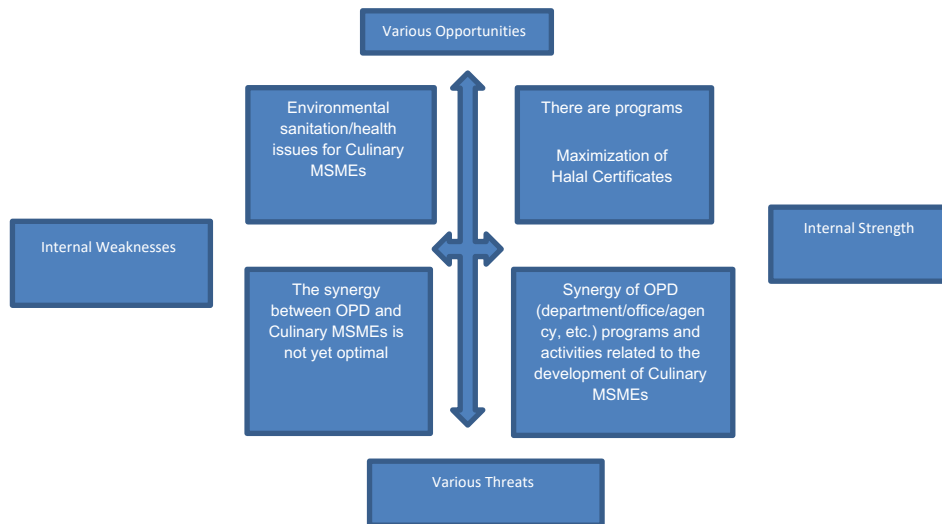 Various Opportunities
Environmental
sanitation/health
issues for Culinary
MSMEs
There are programs
Maximization of
Halal Certificates
Internal Weaknesses
Internal Strength
The synergy
between OPD and
Culinary MSMEs is
not yet optimal
Synergy of OPD
(department/office/agen
cy, etc.) programs and
activities related to the
development of Culinary
MSMEs
Various Threats